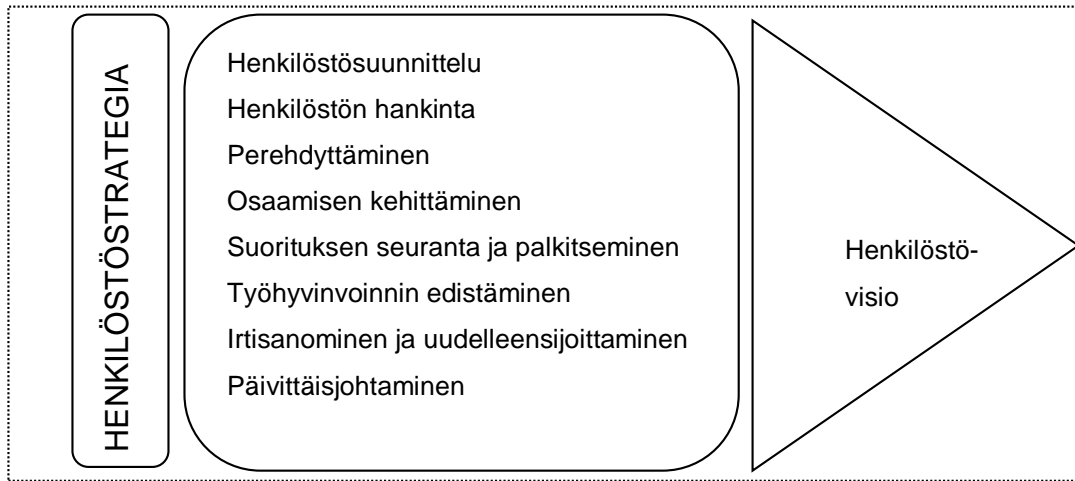 HENKILÖSTÖSTRATEGIA
Henkilöstösuunnittelu
Henkilöstön hankinta
Perehdyttäminen
Osaamisen kehittäminen
Suorituksen seuranta ja palkitseminen
Työhyvinvoinnin edistäminen
Irtisanominen ja uudelleensijoittaminen
Päivittäisjohtaminen
Henkilöstö-
visio